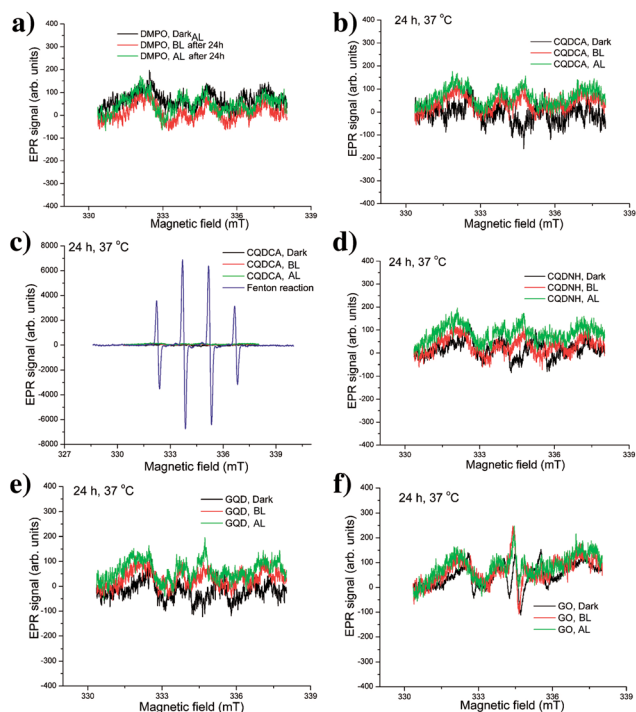 a)
DMPO, Dark AL
DMPO, BL after 24h
DMPO, AL after 24h
EPR signal (arb. units)
400
300
200
100
0
100
200
300
400
330
333
336
339
Magnetic field (mT)
b)
24 h, 37 °C
CQDCA, Dark
CQDCA, BL
CQDCA, AL
EPR signal (arb. units)
400
300
200
100
0
100
200
300
-400
330
333
336
339
Magnetic field (mT)
c)
24 h, 37 °C
CQDCA, Dark
CQDCA, BL
CQDCA, AL
Fenton reaction
EPR signal (arb. units)
8000
6000
4000
2000
0
-2000
-4000
-6000
8000
327
330
333
336
339
Magnetic field (mT)
d)
24 h, 37 °C
CQDNH, Dark
CQDNH, BL
CQDNH, AL
EPR signal (arb. units)
400
300
200
100
0
-100
-200
-300
-400
330
333
336
339
Magnetic field (mT)
e)
24 h, 37 °C
GQD, Dark
GQD, BL
GQD, AL
EPR signal (arb. units)
400
300
200
100
0
-100
-200
-300
-400
330
333
336
339
Magnetic field (mT)
f)
24 h, 37 °C
GO, Dark
GO, BL
GO, AL
EPR signal (arb. units)
400
300
200
100
0
-100
-200
-300
-400
330
333
336
339
Magnetic field (mT)